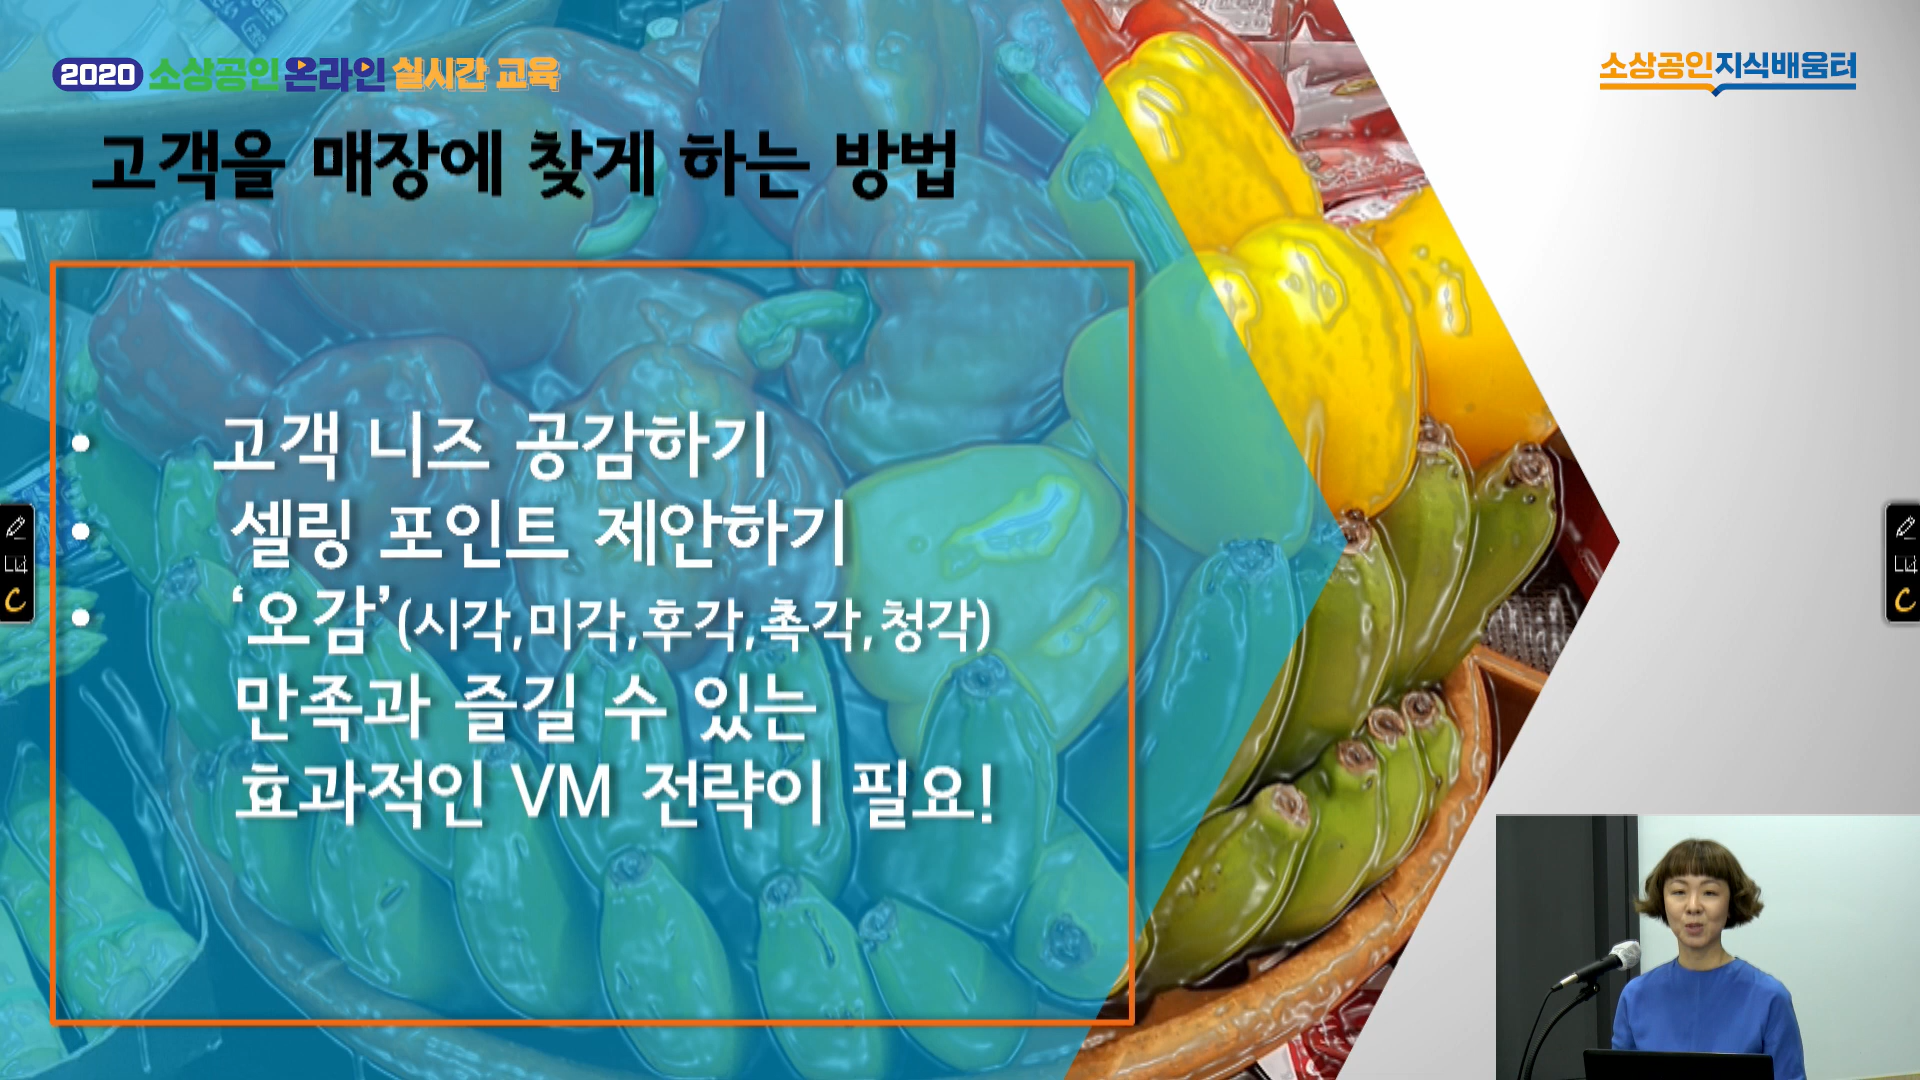 2020 소상공인 온라인 실시간 교육
소상공인지식배움터
고객을 매장에 찾게 하는 방법
• 고객 니즈 공감하기
• 셀링 포인트 제안하기
• ‘오감’(시각,미각,후각,촉각,청각)
만족과 즐길 수 있는
효과적인 VM 전략이 필요!